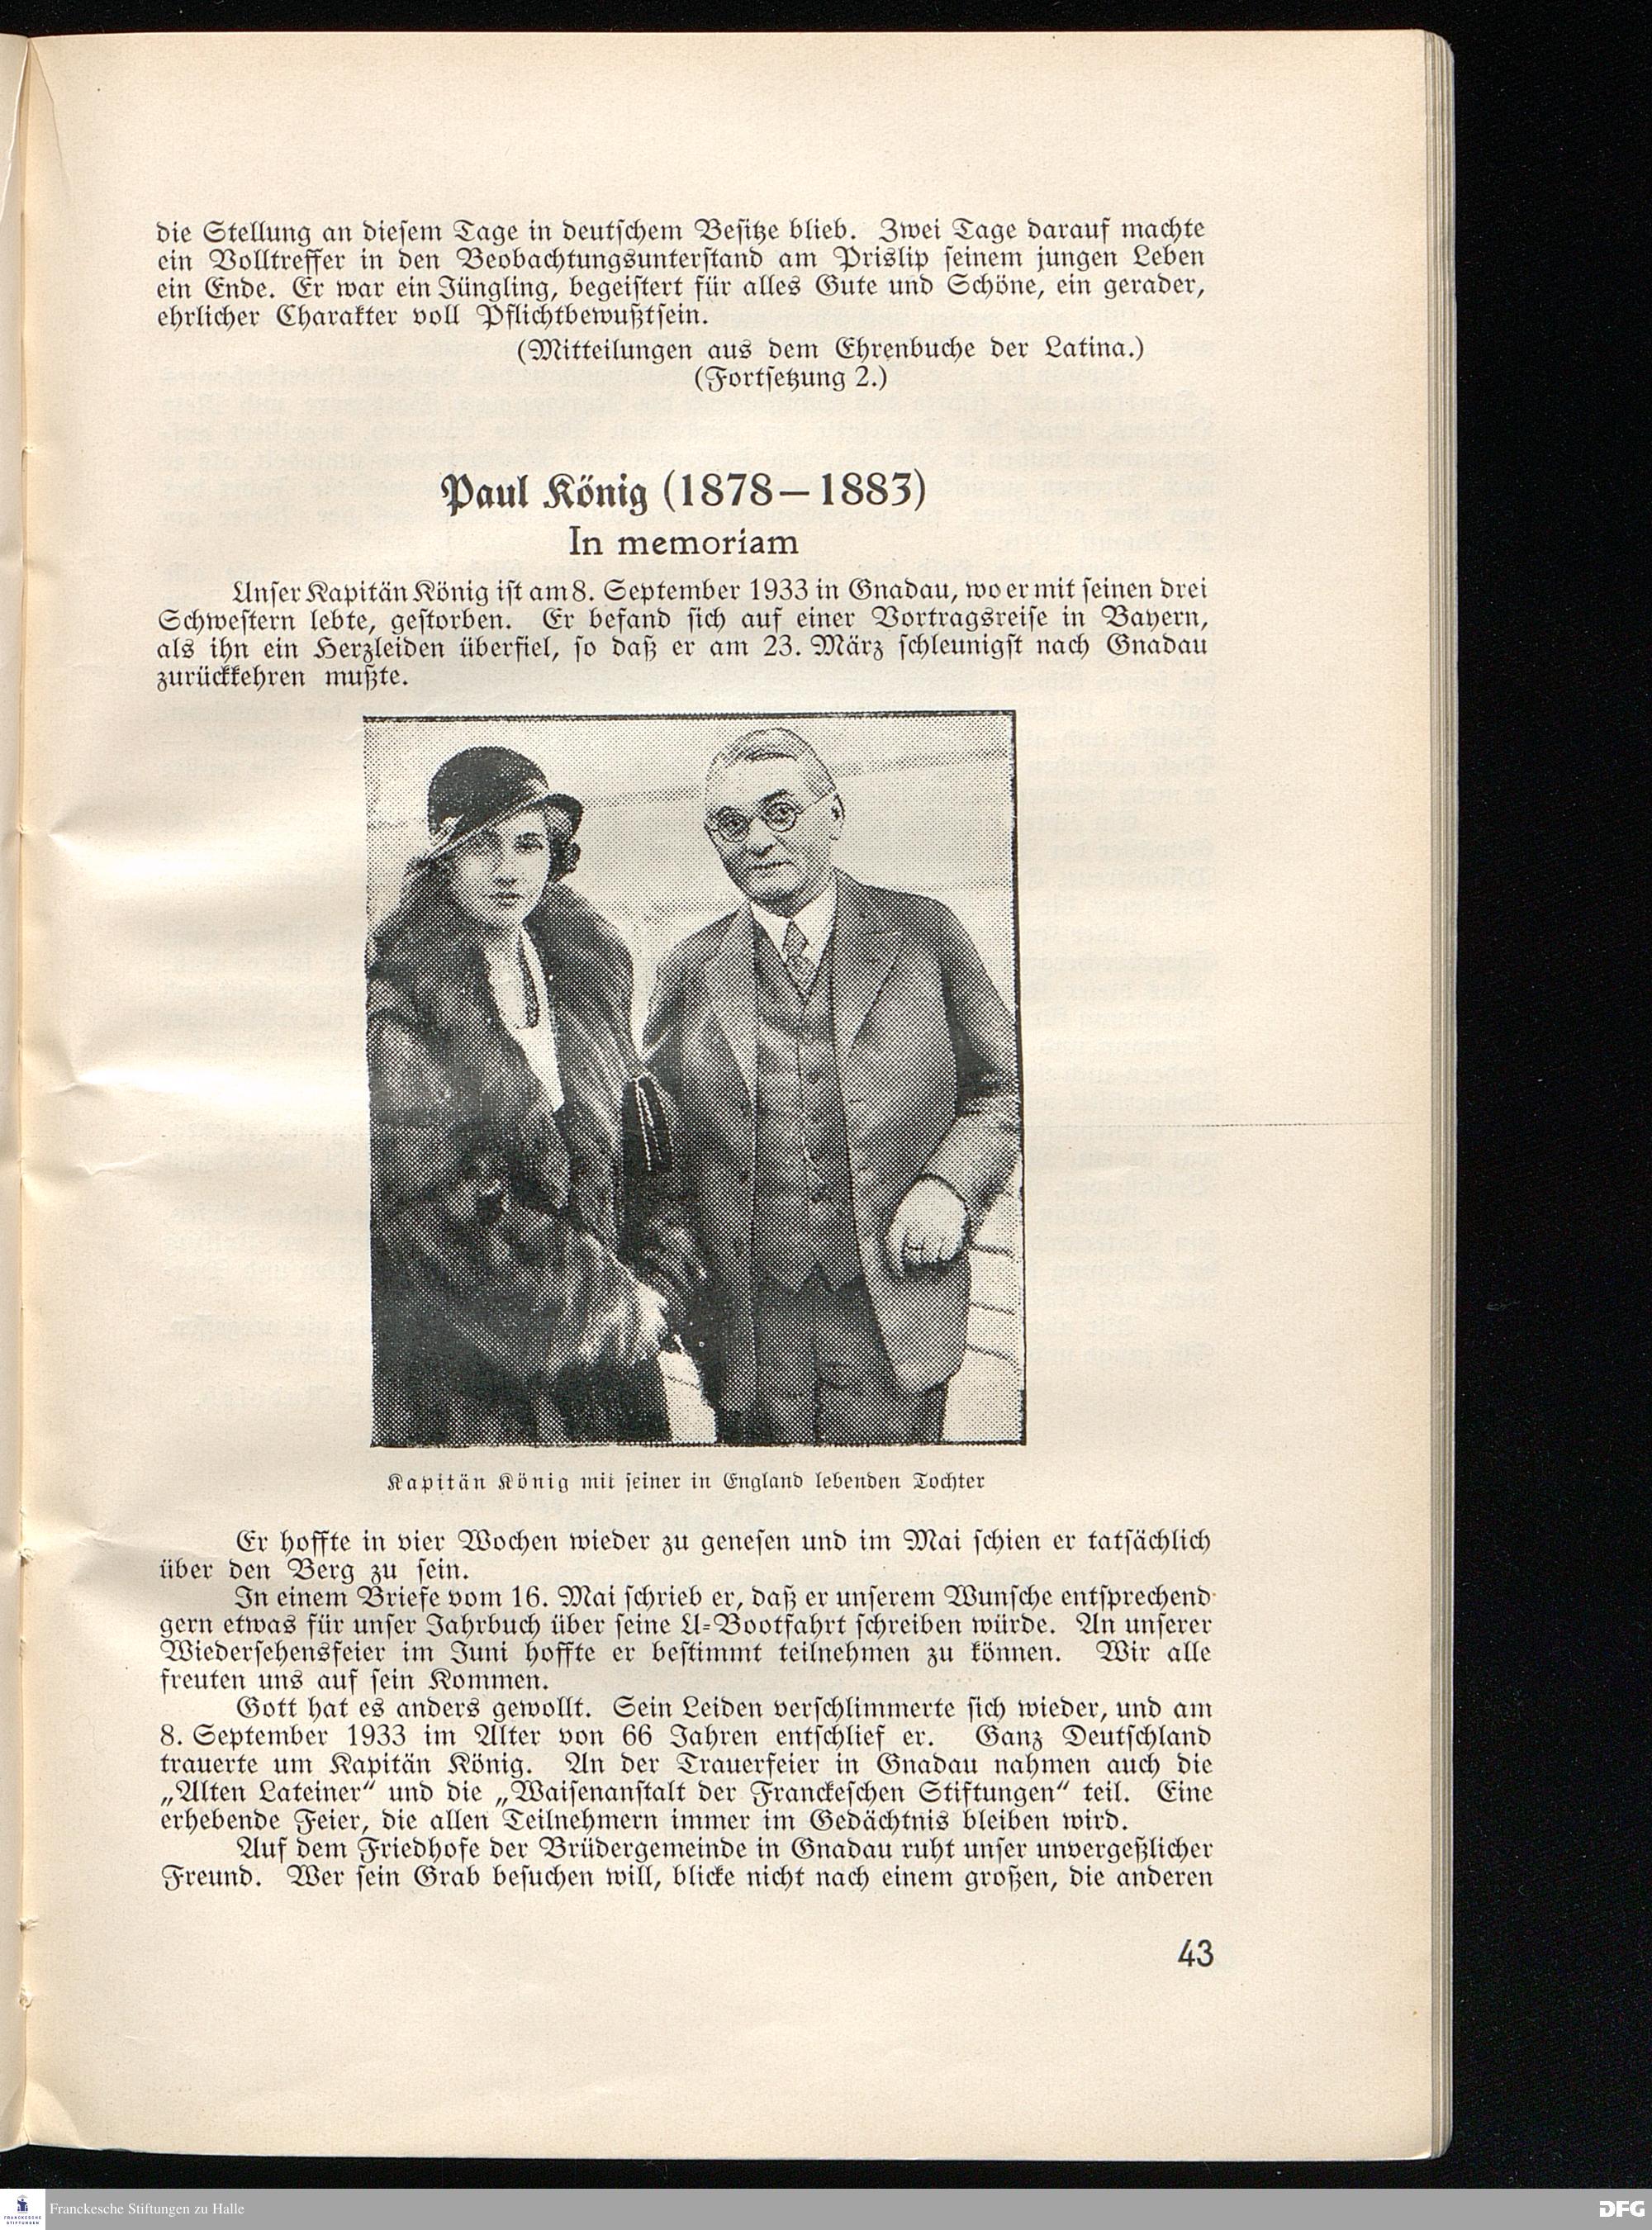 die Stellung an diesem Tage in deutschem Besitze blieb. Zwei Tage darauf machte
ein Volltreffer in den Beobachtungsunterstand am Prislip seinem jungen Leben
ein Ende. Er war ein Jüngling, begeistert für alles Gute und Schöne, ein gerader,
ehrlicher Charakter voll Pflichtbewußtsein.
(Mitteilungen aus dem Ehrenbuche der Latina.)
(Fortsetzung 2.)
Paul König (1878—1883)
In memoriam
Unser Kapitän König ist am 8. September 1933 in Gnadau, wo er mit seinen drei
Schwestern lebte, gestorben. Er befand sich auf einer Vortragsreise in Bayern,
als ihn ein Herzleiden überfiel, so daß er am 23. März schleunigst nach Gnadau
zurückkehren mußte.
Kapitän König mit seiner in England lebenden Tochter
Er hoffte in vier Wochen wieder zu genesen und im Mai schien er tatsächlich
über den Berg zu sein.
In einem Briefe vom 16. Mai schrieb er, daß er unserem Wunsche entsprechend
gern etwas für unser Jahrbuch über seine U-Bootfahrt schreiben würde. An unserer
Wiedersehensfeier im Juni hoffte er bestimmt teilnehmen zu können. Wir alle
freuten uns auf sein Kommen.
Gott hat es anders gewollt. Sein Leiden verschlimmerte sich wieder, und am
8. September 1933 im Alter von 66 Jahren entschlief er. Ganz Deutschland
trauerte um Kapitän König. An der Trauerfeier in Gnadau nahmen auch die
„Alten Lateiner“ und die „Waisenanstalt der Franckeschen Stiftungen“ teil. Eine
erhebende Feier, die allen Teilnehmern immer im Gedächtnis bleiben wird.
Auf dem Friedhofe der Brüdergemeinde in Gnadau ruht unser unvergeßlicher
Freund. Wer sein Grab besuchen will, blicke nicht nach einem großen, die anderen
43
FRANCKESCHE
STIFTUNGEN
Franckesche Stiftungen zu Halle
DFG